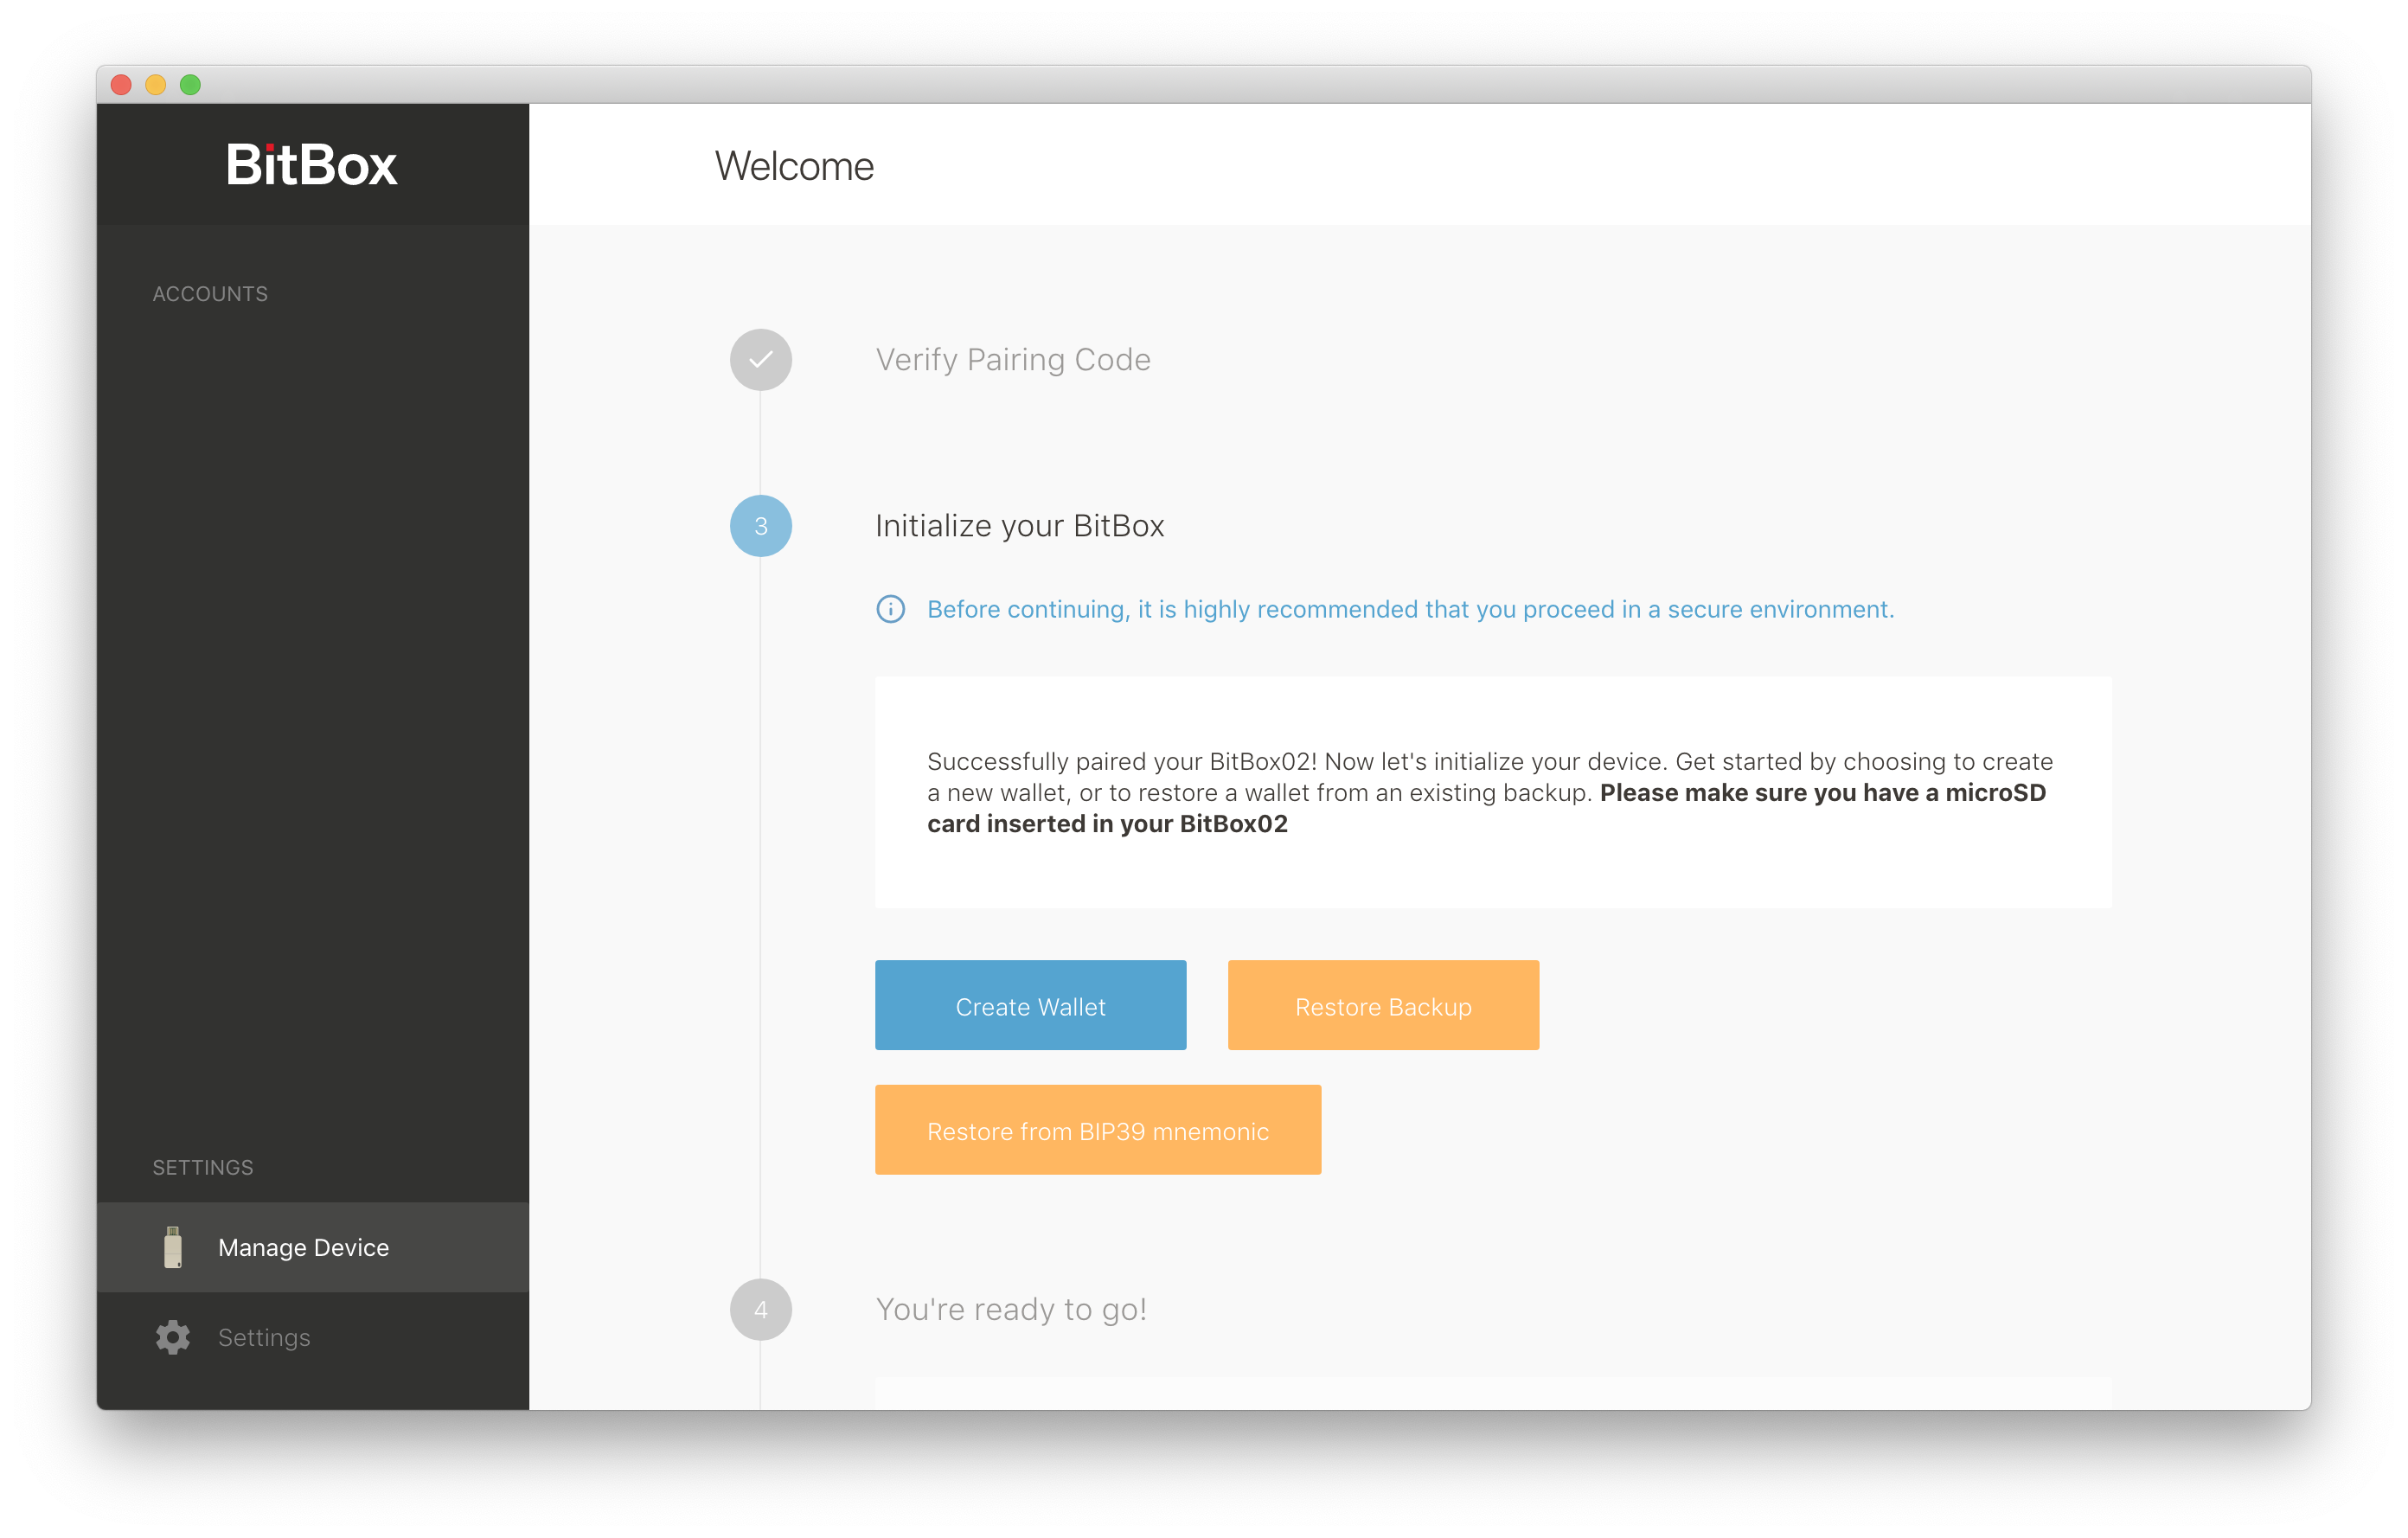 BitBox
Welcome
ACCOUNTS
Verify Pairing Code
3
Initialize your BitBox
Before continuing, it is highly recommended that you proceed in a secure environment.
Successfully paired your BitBox02! Now let's initialize your device. Get started by choosing to create
a new wallet, or to restore a wallet from an existing backup. Please make sure you have a microSD
card inserted in your BitBox02
Create Wallet
Restore Backup
Restore from BIP39 mnemonic
SETTINGS
Manage Device
Settings
4
You're ready to go!